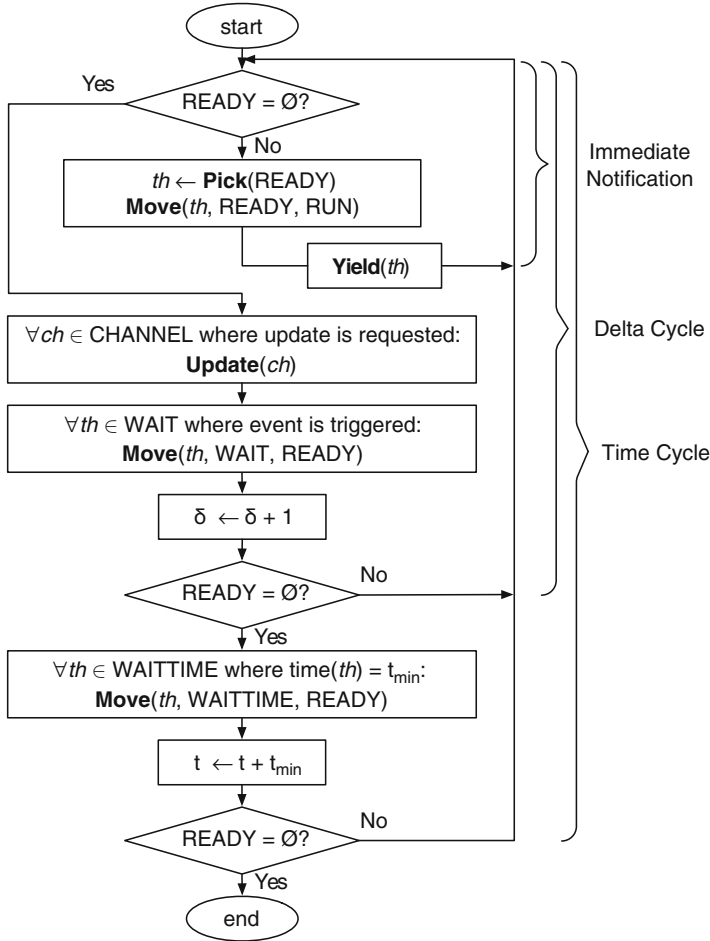 start
Yes
READY = Ø?
No
th ← Pick(READY)
Move(th, READY, RUN)
Yield(th)
Immediate
Notification
∀ch ∈ CHANNEL where update is requested:
Update(ch)
Delta Cycle
∀th ∈ WAIT where event is triggered:
Move(th, WAIT, READY)
Time Cycle
δ ← δ + 1
READY = Ø?
No
Yes
∀th ∈ WAITTIME where time(th) = tmin:
Move(th, WAITTIME, READY)
t ← t + tmin
READY = Ø?
No
Yes
end